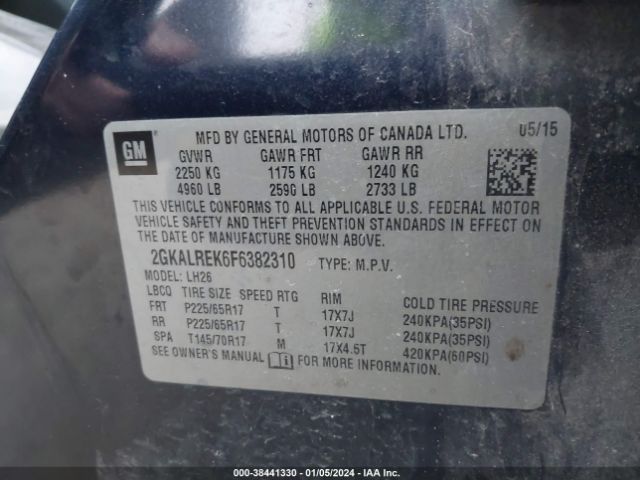 GM
MFD BY GENERAL MOTORS OF CANADA LTD. 05/15
GVWR GAWR FRT GAWR RR
2250 KG 1175 KG 1240 KG
4960 LB 2590 LB 2733 LB
THIS VEHICLE CONFORMS TO ALL APPLICABLE U.S. FEDERAL MOTOR
VEHICLE SAFETY AND THEFT PREVENTION STANDARDS IN EFFECT ON
THE DATE OF MANUFACTURE SHOWN ABOVE.
2GKALREK6F6382310 TYPE: M.P.V.
MODEL: LH26
LBCQ TIRE SIZE SPEED RTG RIM COLD TIRE PRESSURE
FRT P225/65R17 T 17X7J 240KPA(35PSI)
RR P225/65R17 T 17X7J 240KPA(35PSI)
SPA T145/70R17 M 17X4.5T 420KPA(60PSI)
SEE OWNER'S MANUAL FOR MORE INFORMATION.
000-38441330 - 01/05/2024 - IAA Inc.